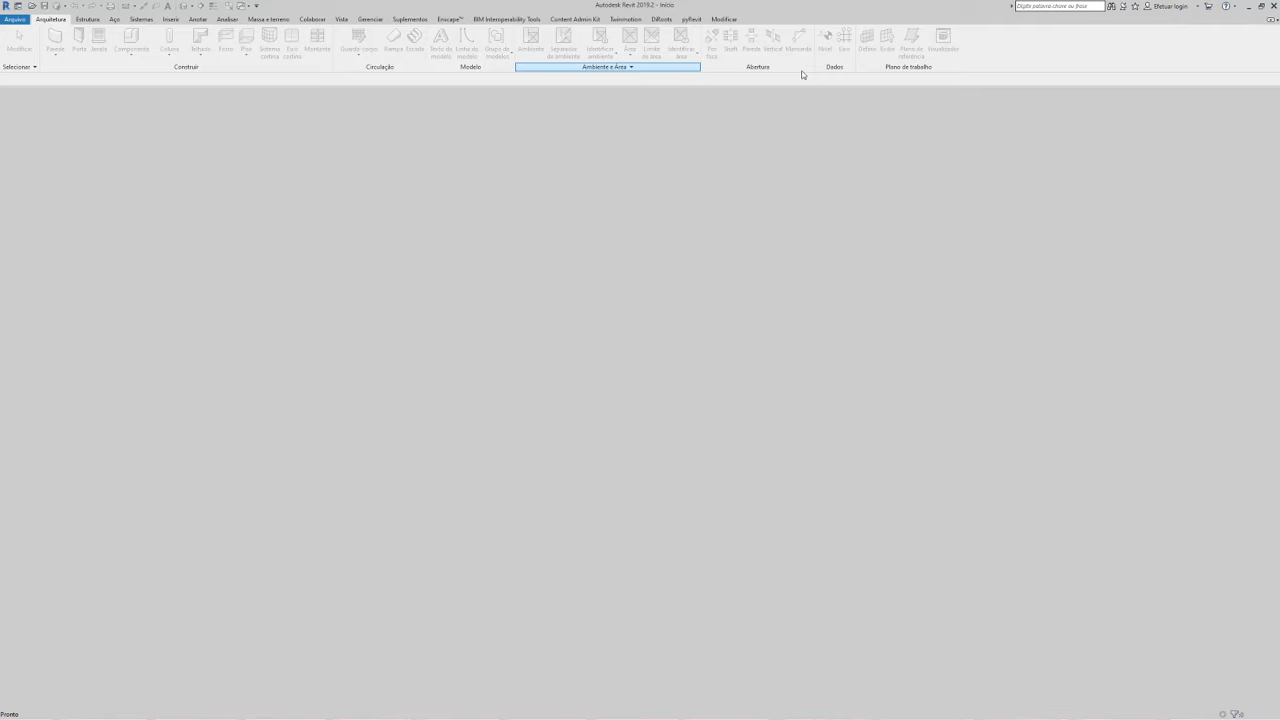 Autodesk Revit 2019.2 - Início
Digite palavra-chave ou frase
Efetuar login
Arquivo Arquitetura Estrutura Aço Sistemas Inserir Anotar Analisar Massa e terreno Colaborar Vista Gerenciar Suplementos Enscape™ BIM Interoperability Tools Content Admin Kit Twinmotion DiRoots pyRevit Modificar
Modificar Parede Porta Janela Componente Coluna Telhado Forro Piso Sistema cortina Eixo cortina Montante Guarda-corpo Rampa Escada Texto do modelo Linha do modelo Grupo de modelos Ambiente Separador de ambiente Identificar ambiente Área Limite de área Identificar área Por face Shaft Parede Vertical Mansarda Nível Eixo Definir Exibir Plano de referência Visualizador
Selecionar Construir Circulação Modelo Ambiente e Área Abertura Dados Plano de trabalho
Pronto